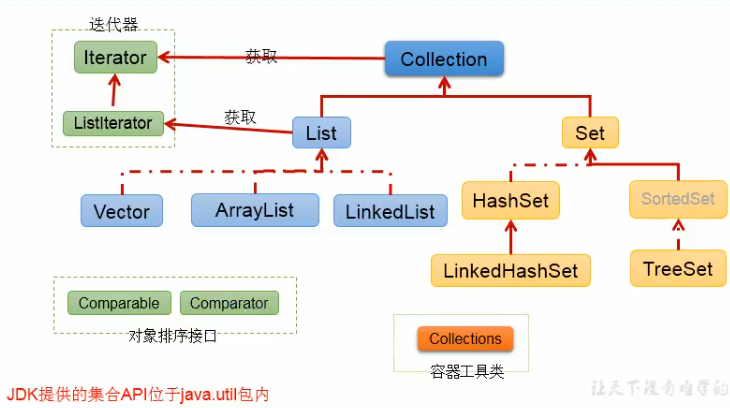 迭代器
Iterator
获取
Collection
ListIterator
获取
List
Set
Vector
ArrayList
LinkedList
HashSet
SortedSet
LinkedHashSet
TreeSet
Comparable
Comparator
对象排序接口
Collections
容器工具类
JDK提供的集合API位于java.util包内
让天下没有难学的